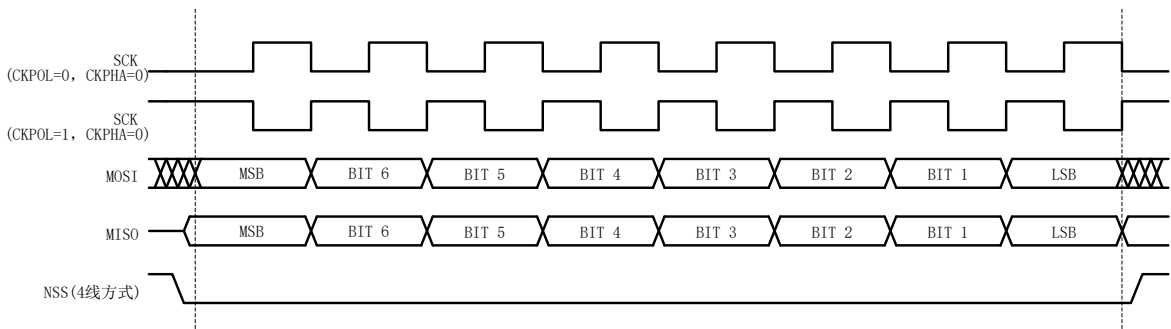 SCK
(CKPOL=0, CKPHA=0)
SCK
(CKPOL=1, CKPHA=0)
MOSI MSB BIT 6 BIT 5 BIT 4 BIT 3 BIT 2 BIT 1 LSB
MISO MSB BIT 6 BIT 5 BIT 4 BIT 3 BIT 2 BIT 1 LSB
NSS(4线方式)